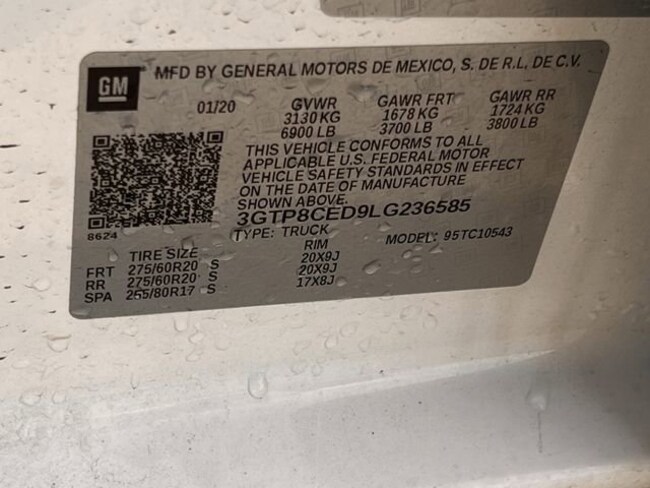 GM
MFD BY GENERAL MOTORS DE MEXICO, S. DE R.L. DE C.V.
01/20 GVWR GAWR FRT GAWR RR
3130 KG 1678 KG 1724 KG
6900 LB 3700 LB 3800 LB
THIS VEHICLE CONFORMS TO ALL
APPLICABLE U.S. FEDERAL MOTOR
VEHICLE SAFETY STANDARDS IN EFFECT
ON THE DATE OF MANUFACTURE
SHOWN ABOVE.
3GTP8CED9LG236585
8624
TYPE: TRUCK MODEL: 95TC10543
TIRE SIZE RIM
FRT 275/60R20 S 20X9J
RR 275/60R20 S 20X9J
SPA 255/80R17 S 17X8J